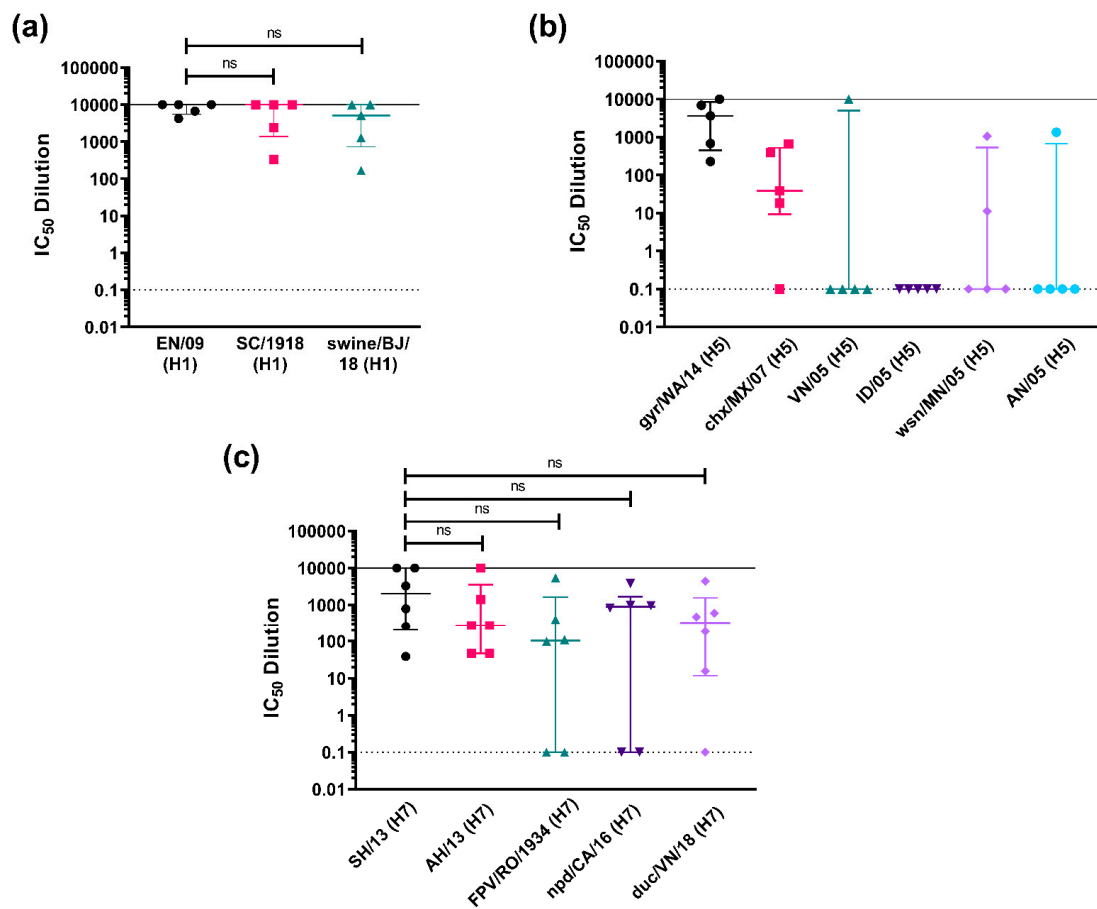 (a)
ns
ns
100000
10000
1000
100
10
1
0.1
0.01
IC50 Dilution
EN/09
(H1)
SC/1918
(H1)
swine/BJ/
18 (H1)
(b)
100000
10000
1000
100
10
1
0.1
0.01
IC50 Dilution
gyr/WA/14 (H5)
chx/MX/07 (H5)
VN/05 (H5)
ID/05 (H5)
wsn/MN/05 (H5)
AN/05 (H5)
(c)
ns
ns
ns
ns
100000
10000
1000
100
10
1
0.1
0.01
IC50 Dilution
SH/13 (H7)
AH/13 (H7)
FPV/RO/1934 (H7)
npd/CA/16 (H7)
duc/VN/18 (H7)